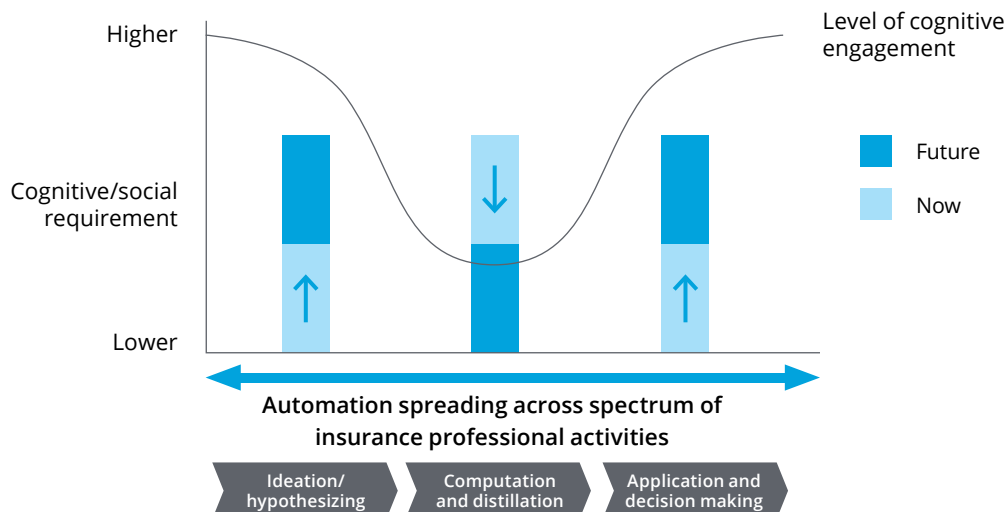 Higher
Level of cognitive
engagement
Future
Now
Cognitive/social
requirement
Lower
Automation spreading across spectrum of
insurance professional activities
Ideation/
hypothesizing
Computation
and distillation
Application and
decision making